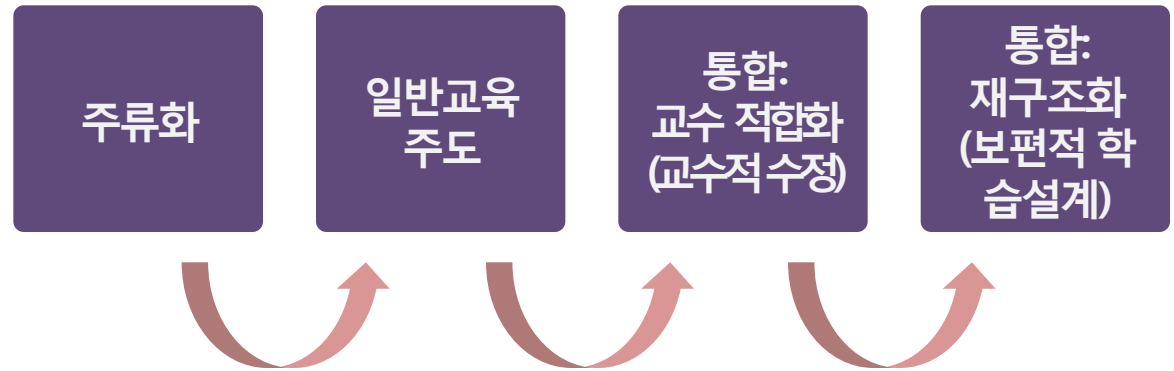 주류화
일반교육
주도
통합:
교수 적합화
(교수적 수정)
통합:
재구조화
(보편적 학
습설계)